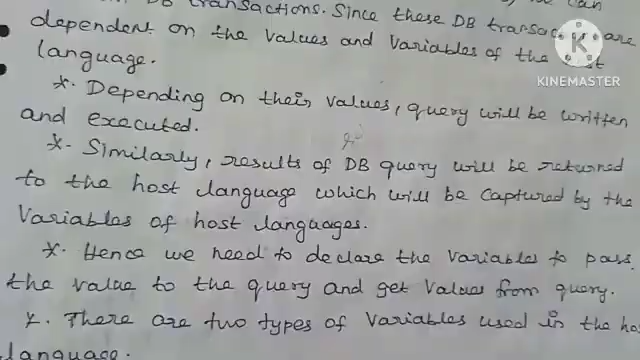 DB transactions. Since these DB
dependent on the values and variables of the
language.
*. Depending on their values, query will be written
and executed.
*. Similarly, results of DB query will be returned
to the host language which will be captured by the
variables of host languages.
*. Hence we need to declare the variables to pass
the value to the query and get values from query.
*. There are two types of variables used in the
language.
KINEMASTER